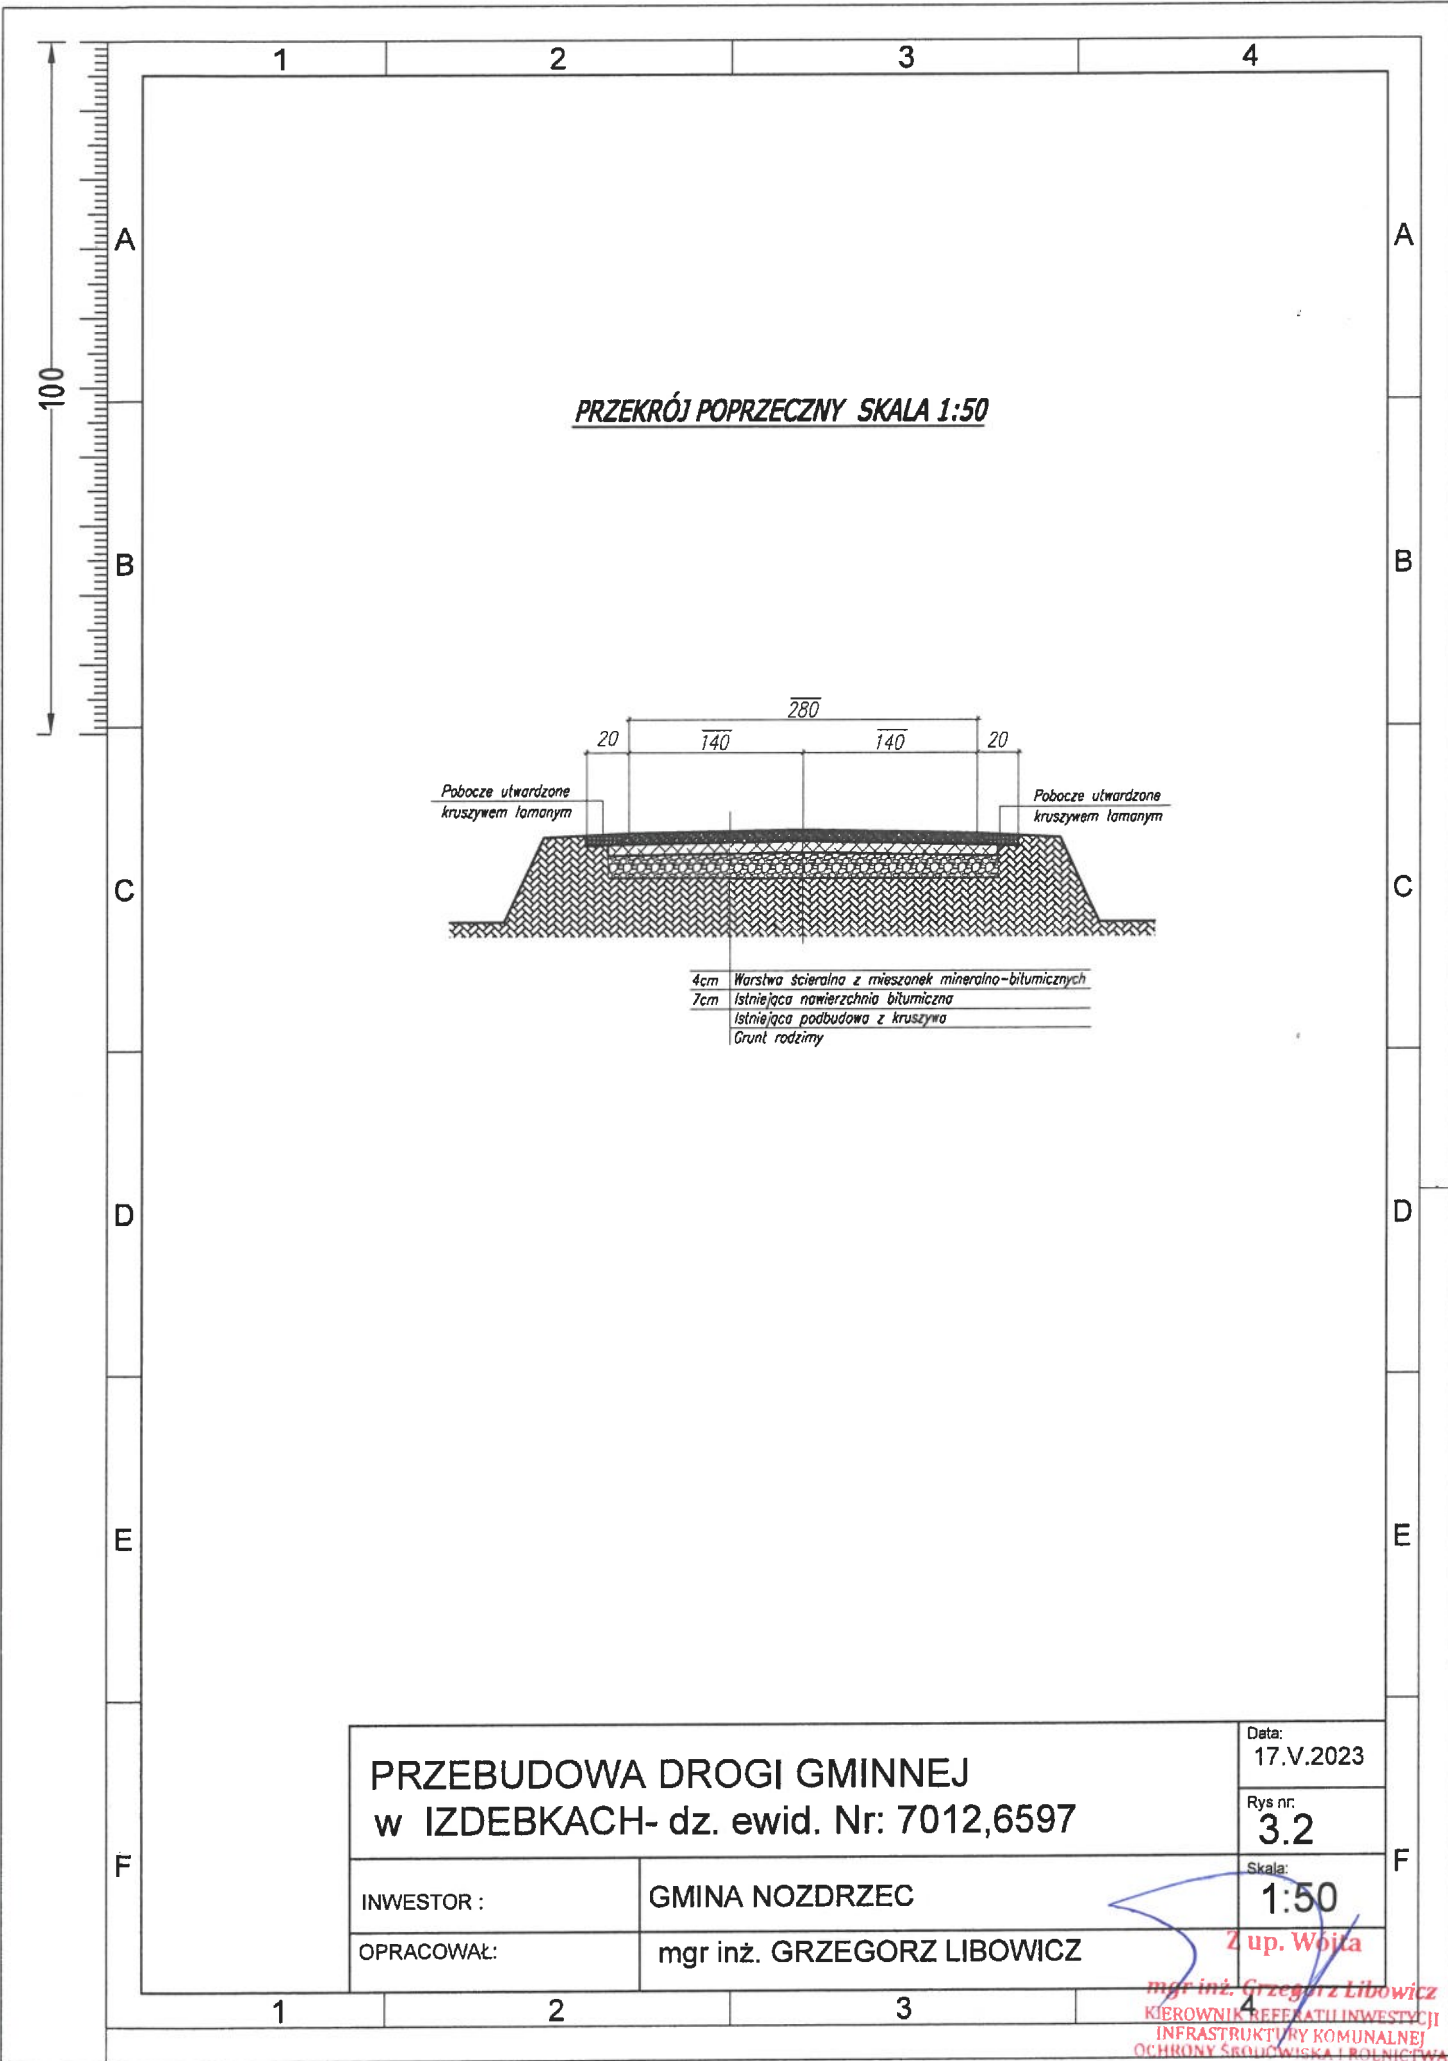 1 2 3 4
100
A A
PRZEKRÓJ POPRZECZNY SKALA 1:50
B B
280
20 140 140 20
Pobocze utwardzone
kruszywem łamanym
Pobocze utwardzone
kruszywem łamanym
C C
4cm Warstwa ścieralna z mieszanek mineralno-bitumicznych
7cm Istniejąca nawierzchnia bitumiczna
Istniejąca podbudowa z kruszywa
Grunt rodzimy
D D
E E
F F
PRZEBUDOWA DROGI GMINNEJ
w IZDEBKACH- dz. ewid. Nr: 7012,6597
Data:
17.V.2023
Rys nr:
3.2
Skala:
1:50
INWESTOR :
GMINA NOZDRZEC
OPRACOWAŁ:
mgr inż. GRZEGORZ LIBOWICZ
Z up. Wójta
mgr inż. Grzegorz Libowicz
KIEROWNIK REFERATU INWESTYCJI
INFRASTRUKTURY KOMUNALNEJ
OCHRONY ŚRODOWISKA I ROLNICTWA
1 2 3 4